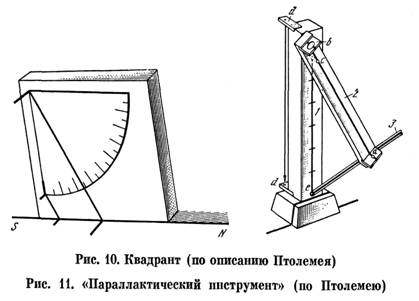 S
N
d
b
c
2
1
3
d
e
Рис. 10. Квадрант (по описанию Птолемея)
Рис. 11. «Параллактический инструмент» (по Птолемею)